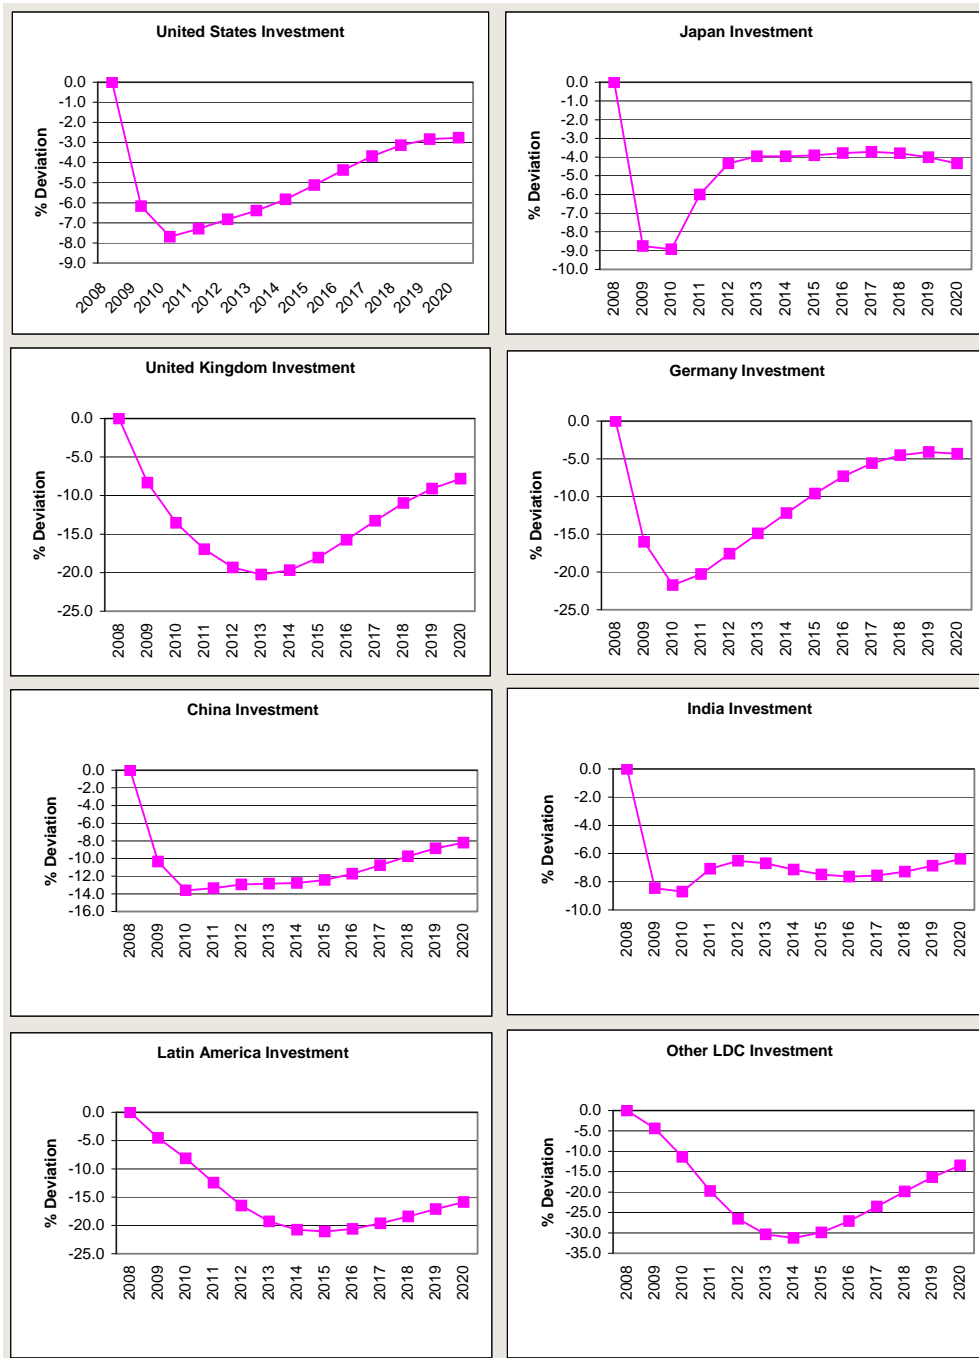 United States Investment
% Deviation
0.0
-1.0
-2.0
-3.0
-4.0
-5.0
-6.0
-7.0
-8.0
-9.0
2008 2009 2010 2011 2012 2013 2014 2015 2016 2017 2018 2019 2020
Japan Investment
% Deviation
0.0
-1.0
-2.0
-3.0
-4.0
-5.0
-6.0
-7.0
-8.0
-9.0
-10.0
2008 2009 2010 2011 2012 2013 2014 2015 2016 2017 2018 2019 2020
United Kingdom Investment
% Deviation
0.0
-5.0
-10.0
-15.0
-20.0
-25.0
2008 2009 2010 2011 2012 2013 2014 2015 2016 2017 2018 2019 2020
Germany Investment
% Deviation
0.0
-5.0
-10.0
-15.0
-20.0
-25.0
2008 2009 2010 2011 2012 2013 2014 2015 2016 2017 2018 2019 2020
China Investment
% Deviation
0.0
-2.0
-4.0
-6.0
-8.0
-10.0
-12.0
-14.0
-16.0
2008 2009 2010 2011 2012 2013 2014 2015 2016 2017 2018 2019 2020
India Investment
% Deviation
0.0
-2.0
-4.0
-6.0
-8.0
-10.0
2008 2009 2010 2011 2012 2013 2014 2015 2016 2017 2018 2019 2020
Latin America Investment
% Deviation
0.0
-5.0
-10.0
-15.0
-20.0
-25.0
2008 2009 2010 2011 2012 2013 2014 2015 2016 2017 2018 2019 2020
Other LDC Investment
% Deviation
0.0
-5.0
-10.0
-15.0
-20.0
-25.0
-30.0
-35.0
2008 2009 2010 2011 2012 2013 2014 2015 2016 2017 2018 2019 2020